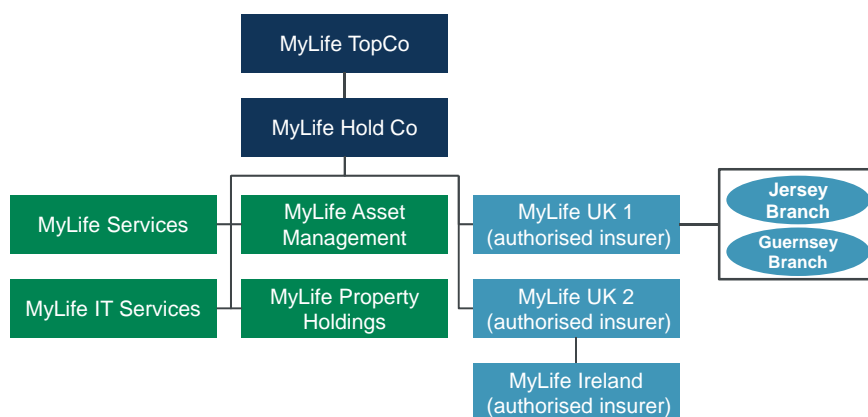 MyLife TopCo
MyLife Hold Co
MyLife Services
MyLife Asset
Management
MyLife UK 1
(authorised insurer)
Jersey
Branch
Guernsey
Branch
MyLife IT Services
MyLife Property
Holdings
MyLife UK 2
(authorised insurer)
MyLife Ireland
(authorised insurer)